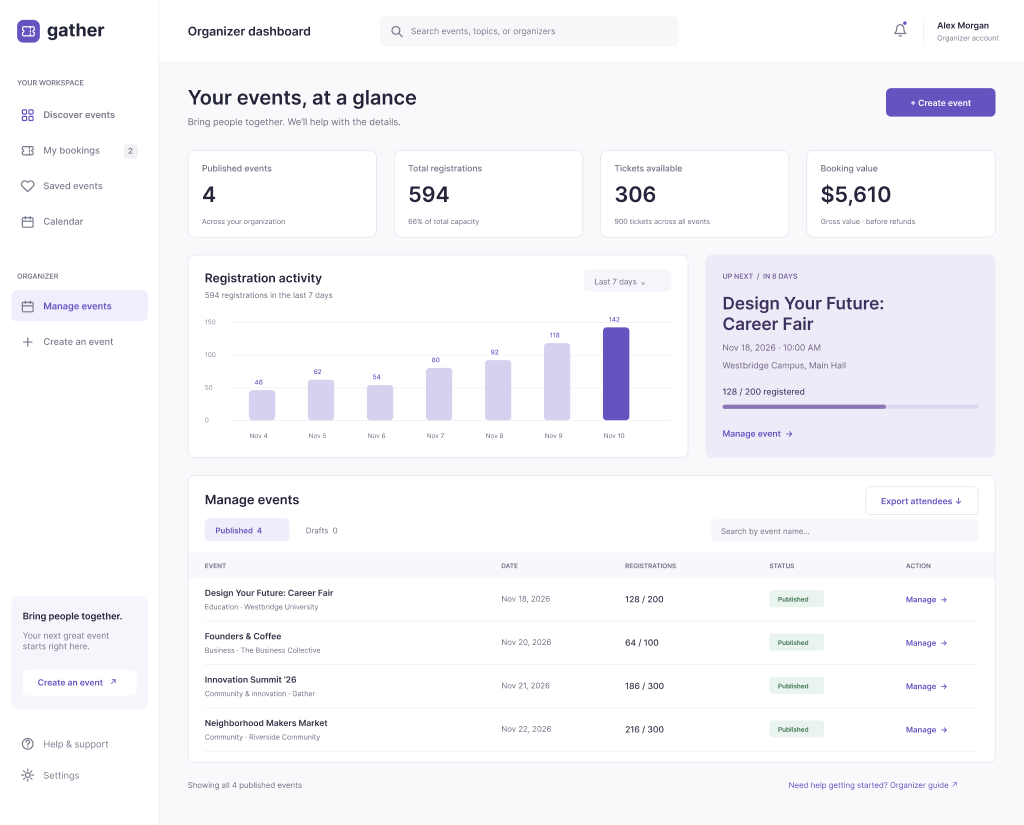 gather
YOUR WORKSPACE
Discover events
My bookings 2
Saved events
Calendar
ORGANIZER
Manage events
Create an event
Bring people together.
Your next great event
starts right here.
Create an event ↗
Help & support
Settings
Organizer dashboard
Search events, topics, or organizers
Alex Morgan
Organizer account
Your events, at a glance
Bring people together. We'll help with the details.
+ Create event
Published events
4
Across your organization
Total registrations
594
66% of total capacity
Tickets available
306
900 tickets across all events
Booking value
$5,610
Gross value · before refunds
Registration activity
594 registrations in the last 7 days
Last 7 days ⌄
150
100
50
0
46
62
54
80
92
118
142
Nov 4
Nov 5
Nov 6
Nov 7
Nov 8
Nov 9
Nov 10
UP NEXT / IN 8 DAYS
Design Your Future:
Career Fair
Nov 18, 2026 · 10:00 AM
Westbridge Campus, Main Hall
128 / 200 registered
Manage event →
Manage events
Export attendees ↓
Published 4
Drafts 0
Search by event name...
EVENT DATE REGISTRATIONS STATUS ACTION
Design Your Future: Career Fair
Education · Westbridge University
Nov 18, 2026 128 / 200 Published Manage →
Founders & Coffee
Business · The Business Collective
Nov 20, 2026 64 / 100 Published Manage →
Innovation Summit '26
Community & Innovation · Gather
Nov 21, 2026 186 / 300 Published Manage →
Neighborhood Makers Market
Community · Riverside Community
Nov 22, 2026 216 / 300 Published Manage →
Showing all 4 published events
Need help getting started? Organizer guide ↗